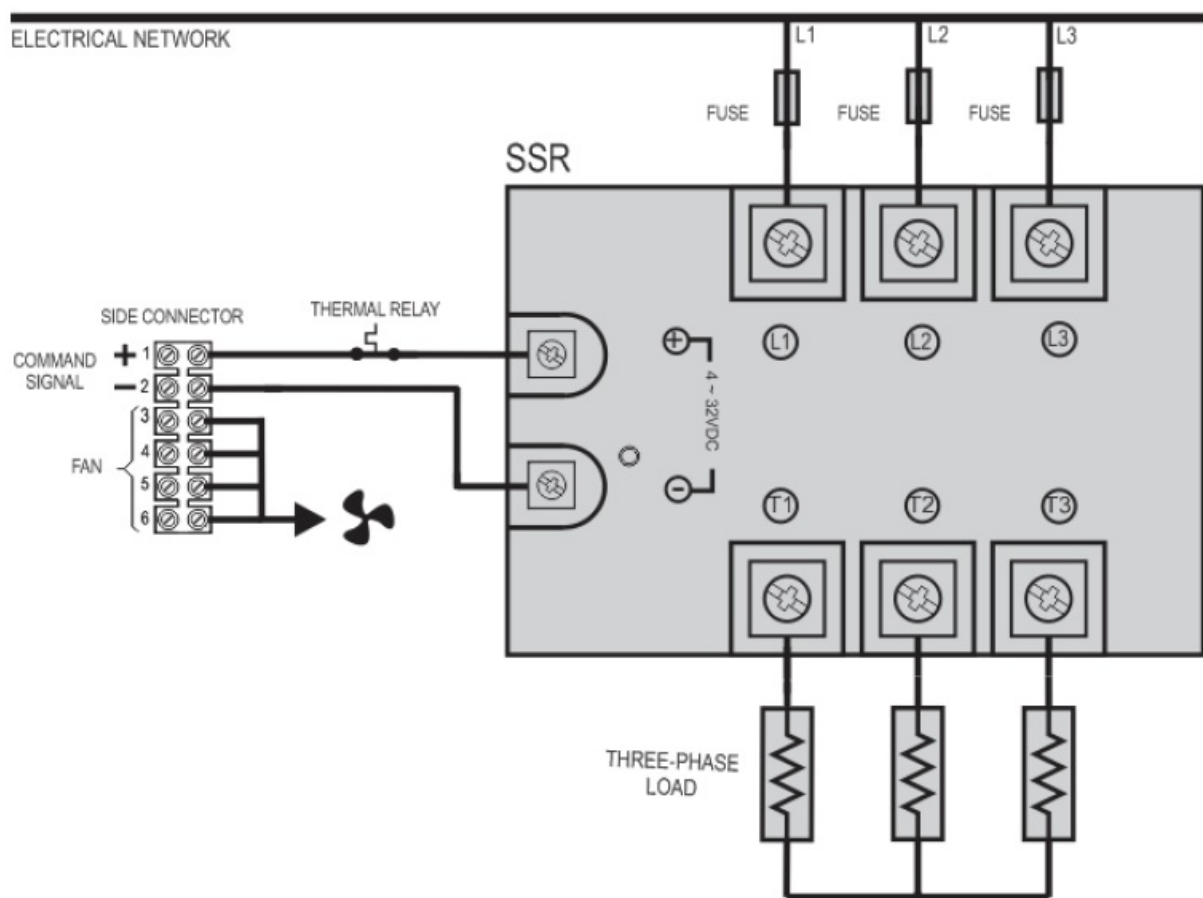 ELECTRICAL NETWORK
L1
L2
L3
FUSE
FUSE
FUSE
SSR
SIDE CONNECTOR
THERMAL RELAY
COMMAND
SIGNAL
+ 1
- 2
3
4
5
6
FAN
+
4 ~ 32VDC
-
L1
L2
L3
T1
T2
T3
THREE-PHASE
LOAD